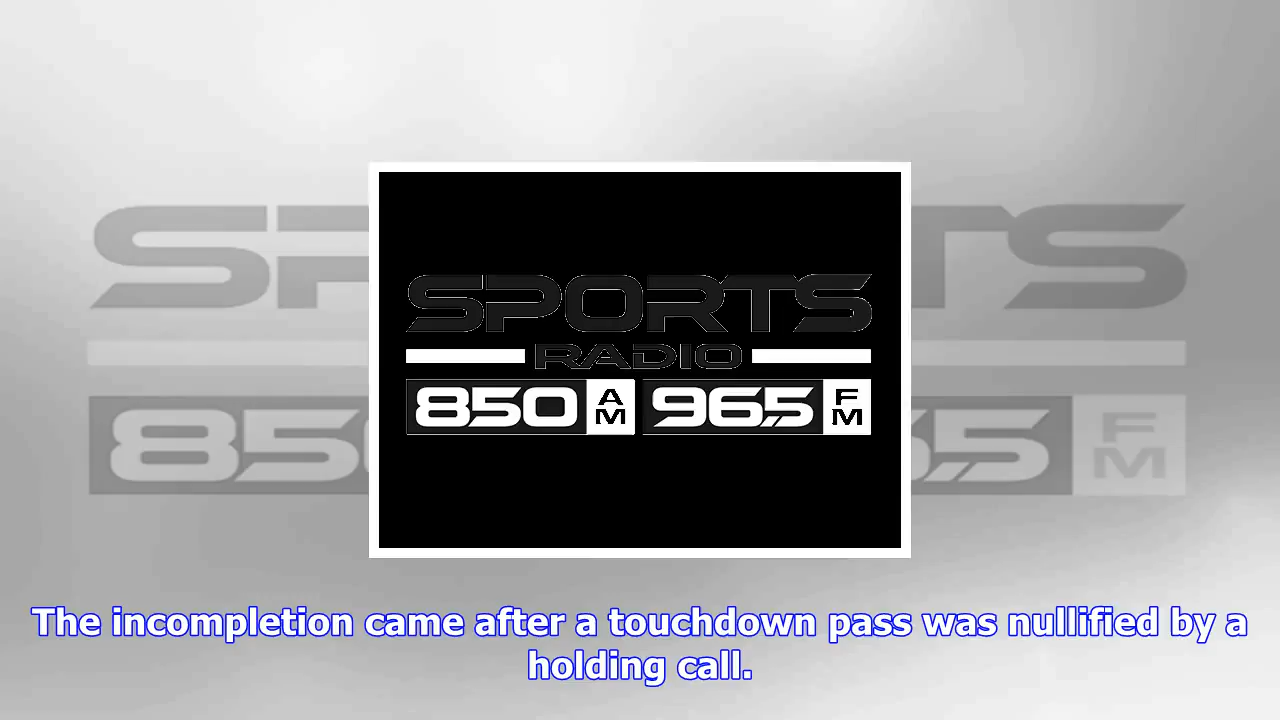 SPORTS
RADIO
850 AM 96.5 FM
The incompletion came after a touchdown pass was nullified by a
holding call.